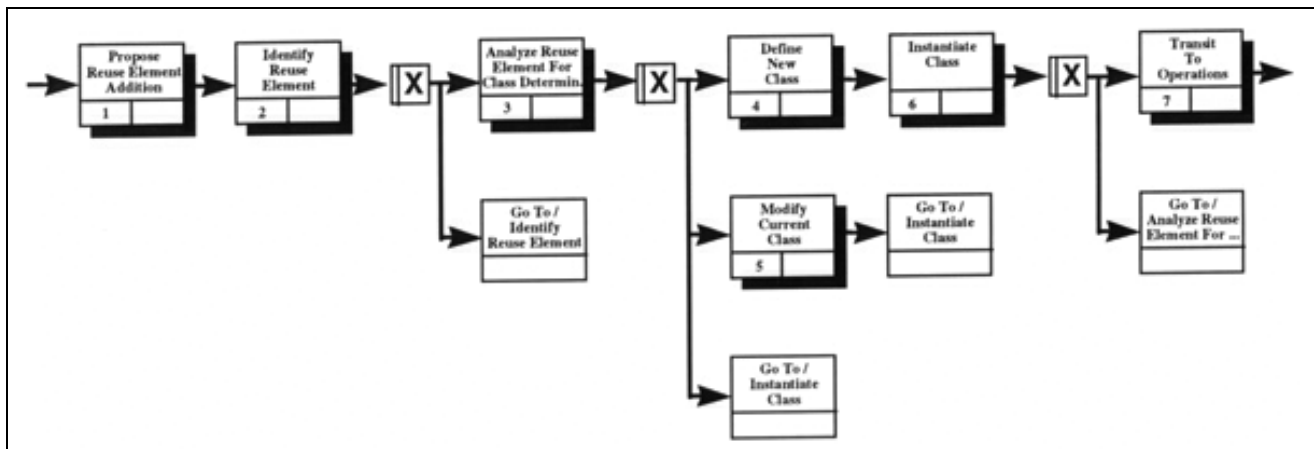 Propose
Reuse Element
Addition
1
Identify
Reuse
Element
2
X
Analyze Reuse
Element For
Class Determin.
3
X
Define
New
Class
4
Instantiate
Class
6
X
Transit
To
Operations
7
Go To /
Identify
Reuse Element
Modify
Current
Class
5
Go To /
Instantiate
Class
Go To /
Analyze Reuse
Element For ...
Go To /
Instantiate
Class